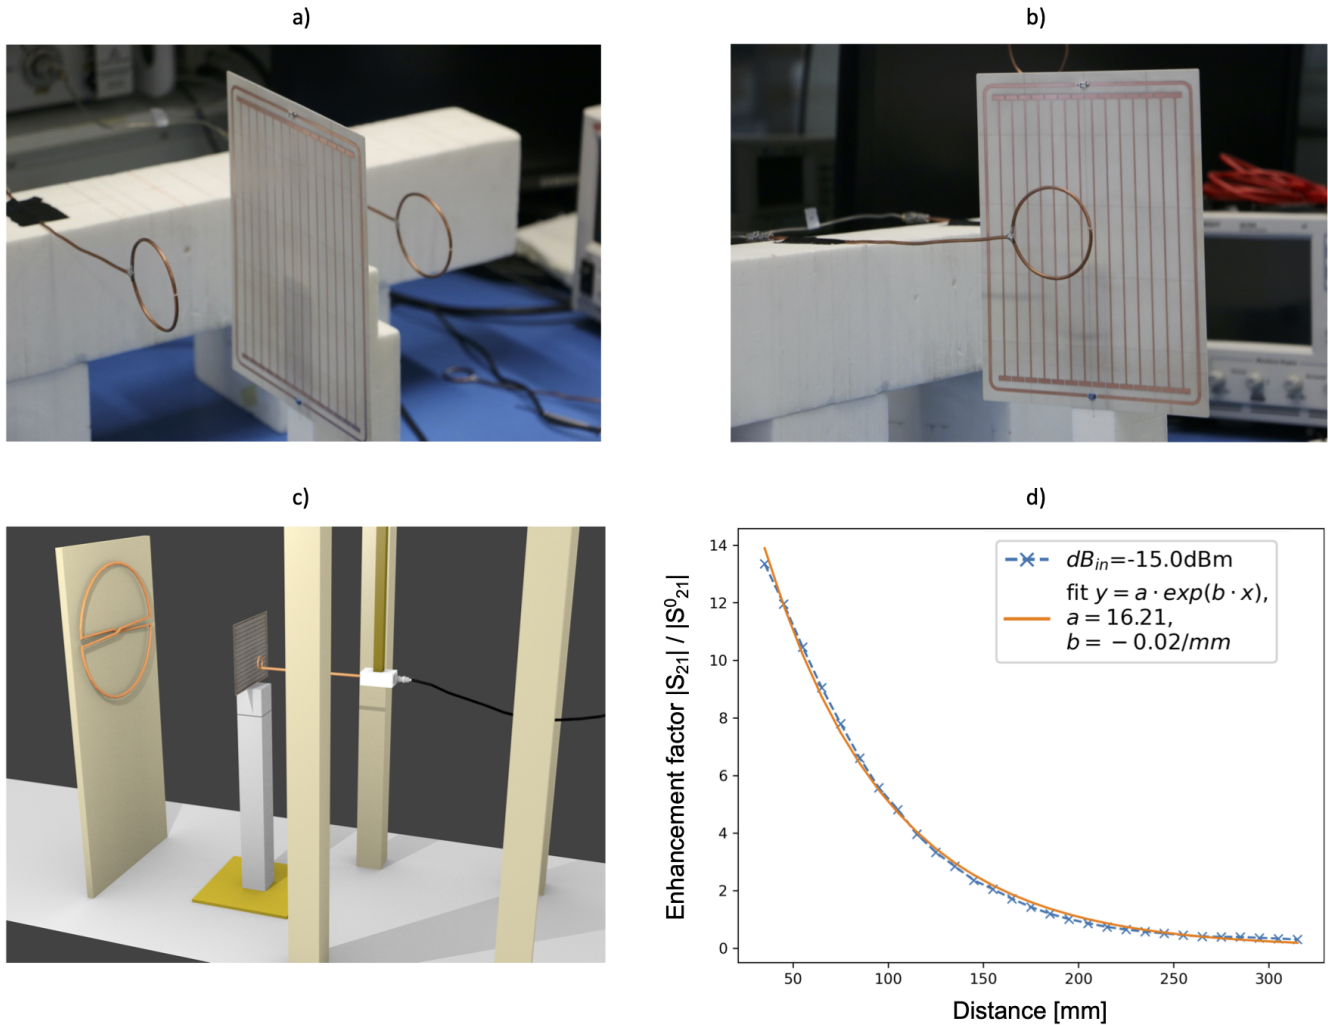 a)
b)
c)
d)
14
12
10
8
6
4
2
0
50
100
150
200
250
300
Enhancement factor |S₂₁| / |S⁰₂₁|
Distance [mm]
dB_in=-15.0dBm
fit y = a · exp(b · x),
a = 16.21,
b = − 0.02/mm